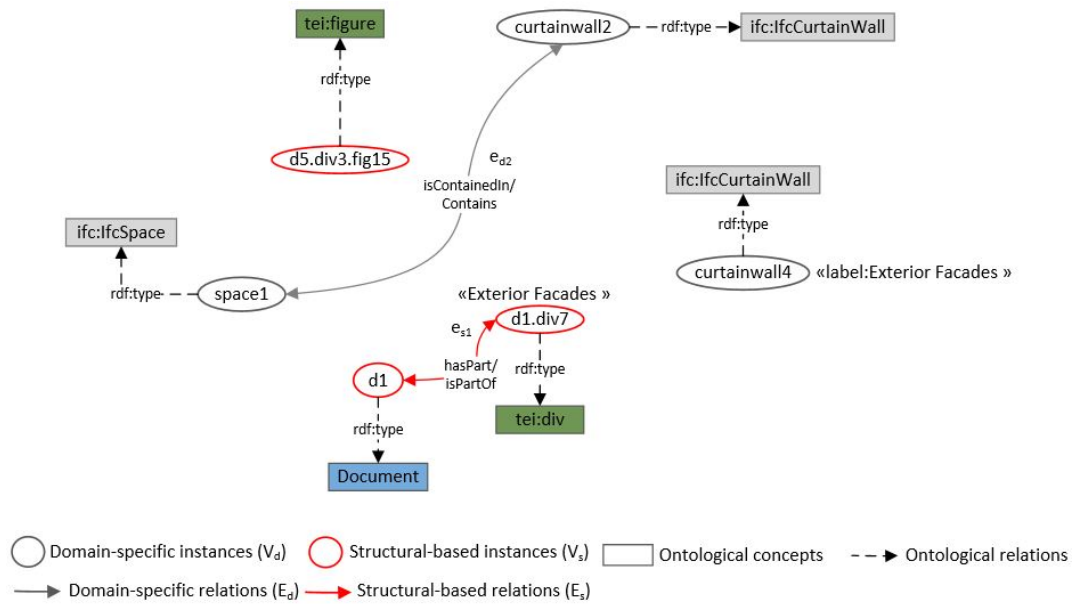 tei:figure
curtainwall2
rdf:type
ifc:IfcCurtainWall
rdf:type
d5.div3.fig15
ed2
isContainedIn/
Contains
ifc:IfcCurtainWall
rdf:type
ifc:IfcSpace
curtainwall4
«label:Exterior Facades »
rdf:type
space1
«Exterior Facades »
d1.div7
es1
hasPart/
isPartOf
rdf:type
d1
tei:div
rdf:type
Document
Domain-specific instances (Vd)
Structural-based instances (Vs)
Ontological concepts
Ontological relations
Domain-specific relations (Ed)
Structural-based relations (Es)